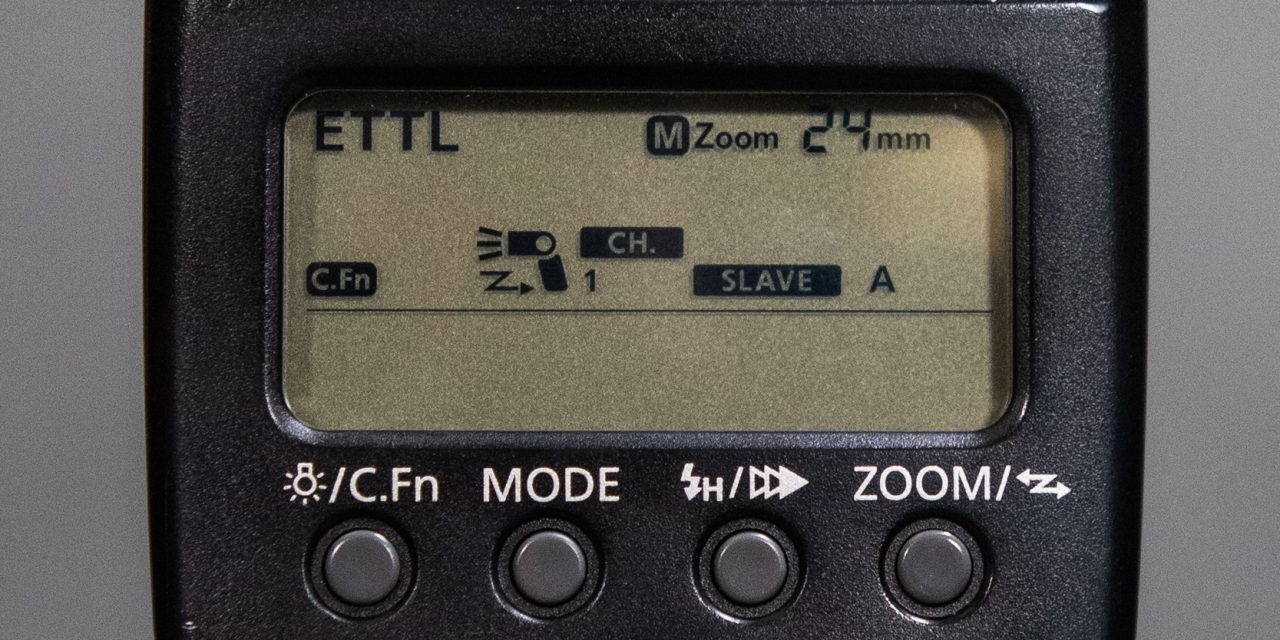 ETTL M Zoom 24mm
CH.
C.Fn 1 SLAVE A
/C.Fn MODE H/ ZOOM/